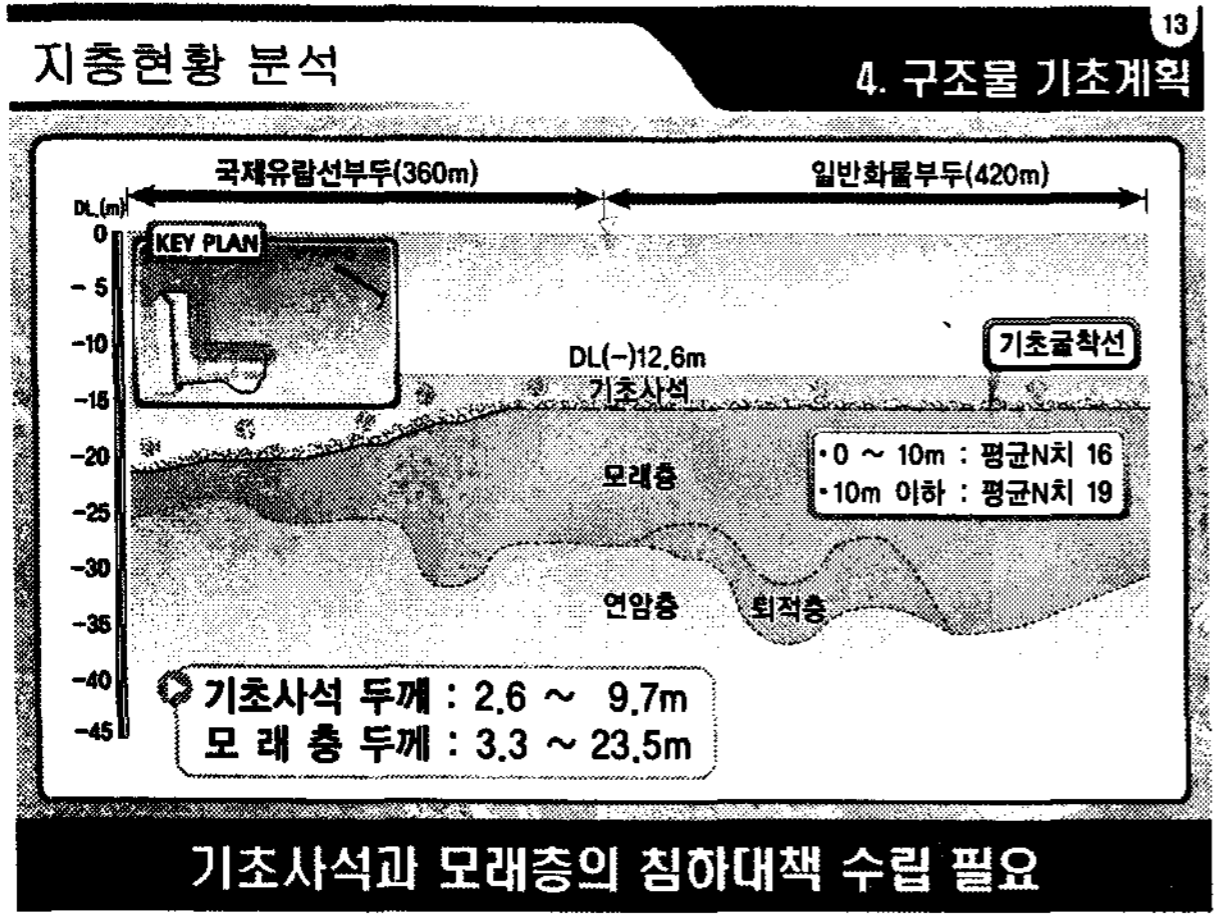 13
지층현황 분석
4. 구조물 기초계획
국제유람선부두(360m)
일반화물부두(420m)
DL.(m)
0
- 5
-10
-15
-20
-25
-30
-35
-40
-45
KEY PLAN
DL(-)12.6m
기초사석
기초굴착선
모래층
•0 ~ 10m : 평균N치 16
•10m 이하 : 평균N치 19
연암층
퇴적층
기초사석 두께 : 2.6 ~ 9.7m
모 래 층 두께 : 3.3 ~ 23.5m
기초사석과 모래층의 침하대책 수립 필요